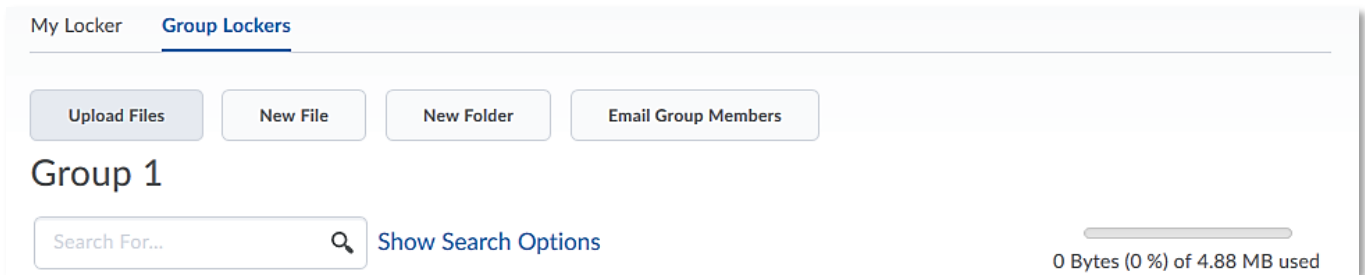 My Locker Group Lockers
Upload Files New File New Folder Email Group Members
Group 1
Search For... Show Search Options
0 Bytes (0 %) of 4.88 MB used